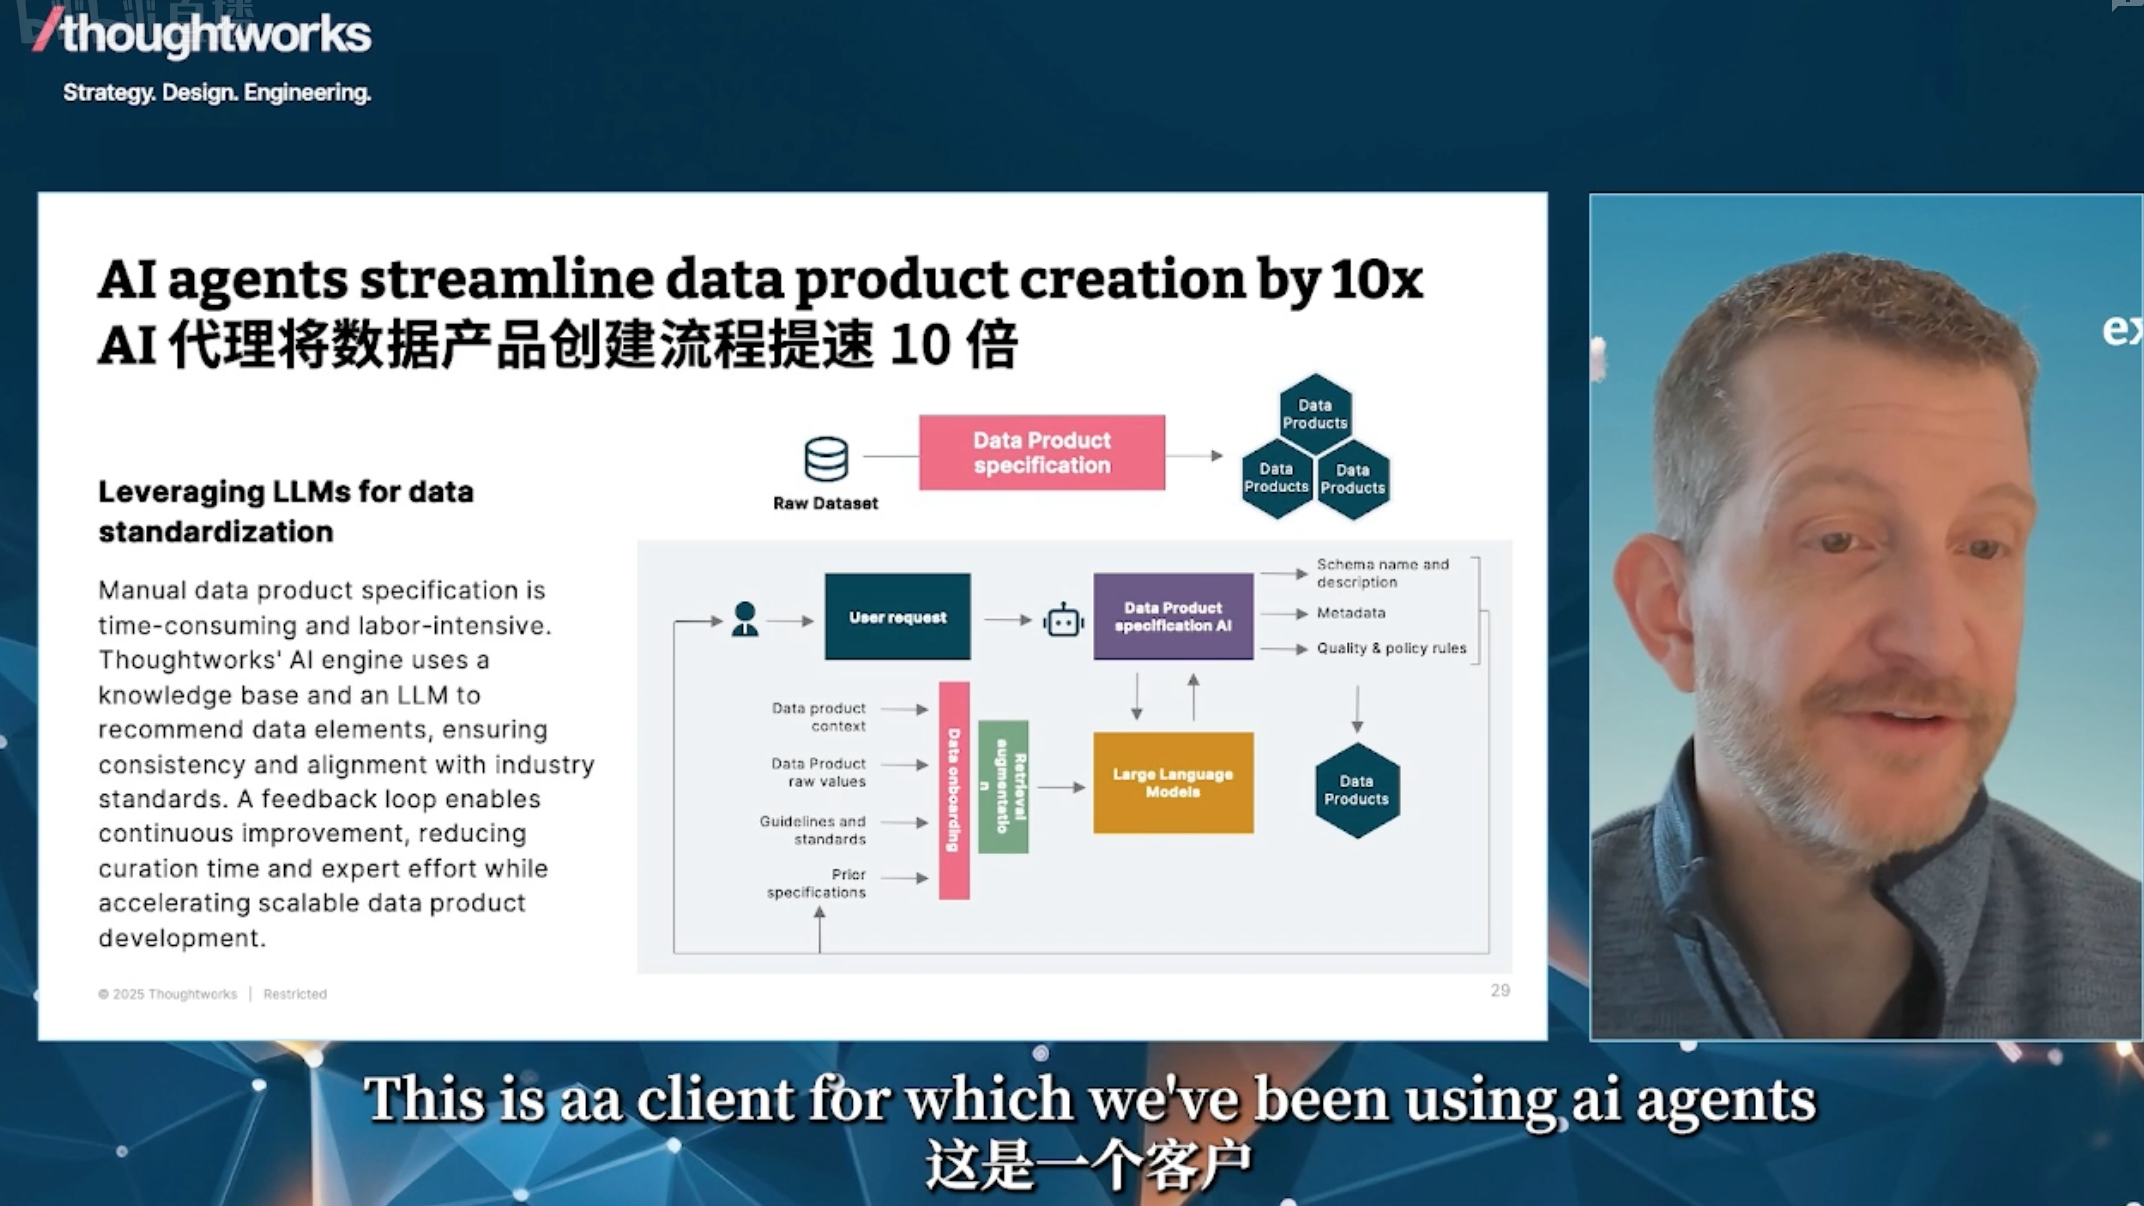 thoughtworks
Strategy. Design. Engineering.
AI agents streamline data product creation by 10x
AI 代理将数据产品创建流程提速 10 倍
Leveraging LLMs for data
standardization
Manual data product specification is
time-consuming and labor-intensive.
Thoughtworks' AI engine uses a
knowledge base and an LLM to
recommend data elements, ensuring
consistency and alignment with industry
standards. A feedback loop enables
continuous improvement, reducing
curation time and expert effort while
accelerating scalable data product
development.
Raw Dataset
Data Product
specification
Data
Products
Data
Products
Data
Products
User request
Data Product
specification AI
Schema name and
description
Metadata
Quality & policy rules
Data product
context
Data Product
raw values
Guidelines and
standards
Prior
specifications
Data onboarding
Retrieval
augmentatio
n
Large Language
Models
Data
Products
© 2025 Thoughtworks | Restricted
29
ex
This is aa client for which we've been using ai agents
这是一个客户